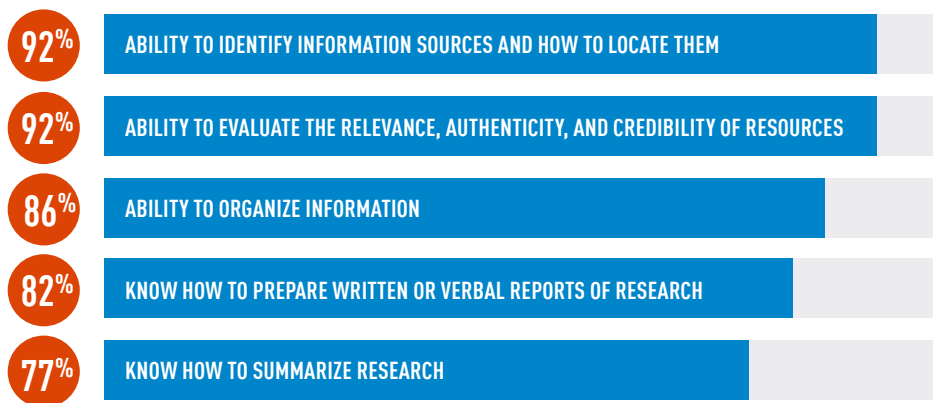 92% ABILITY TO IDENTIFY INFORMATION SOURCES AND HOW TO LOCATE THEM
92% ABILITY TO EVALUATE THE RELEVANCE, AUTHENTICITY, AND CREDIBILITY OF RESOURCES
86% ABILITY TO ORGANIZE INFORMATION
82% KNOW HOW TO PREPARE WRITTEN OR VERBAL REPORTS OF RESEARCH
77% KNOW HOW TO SUMMARIZE RESEARCH